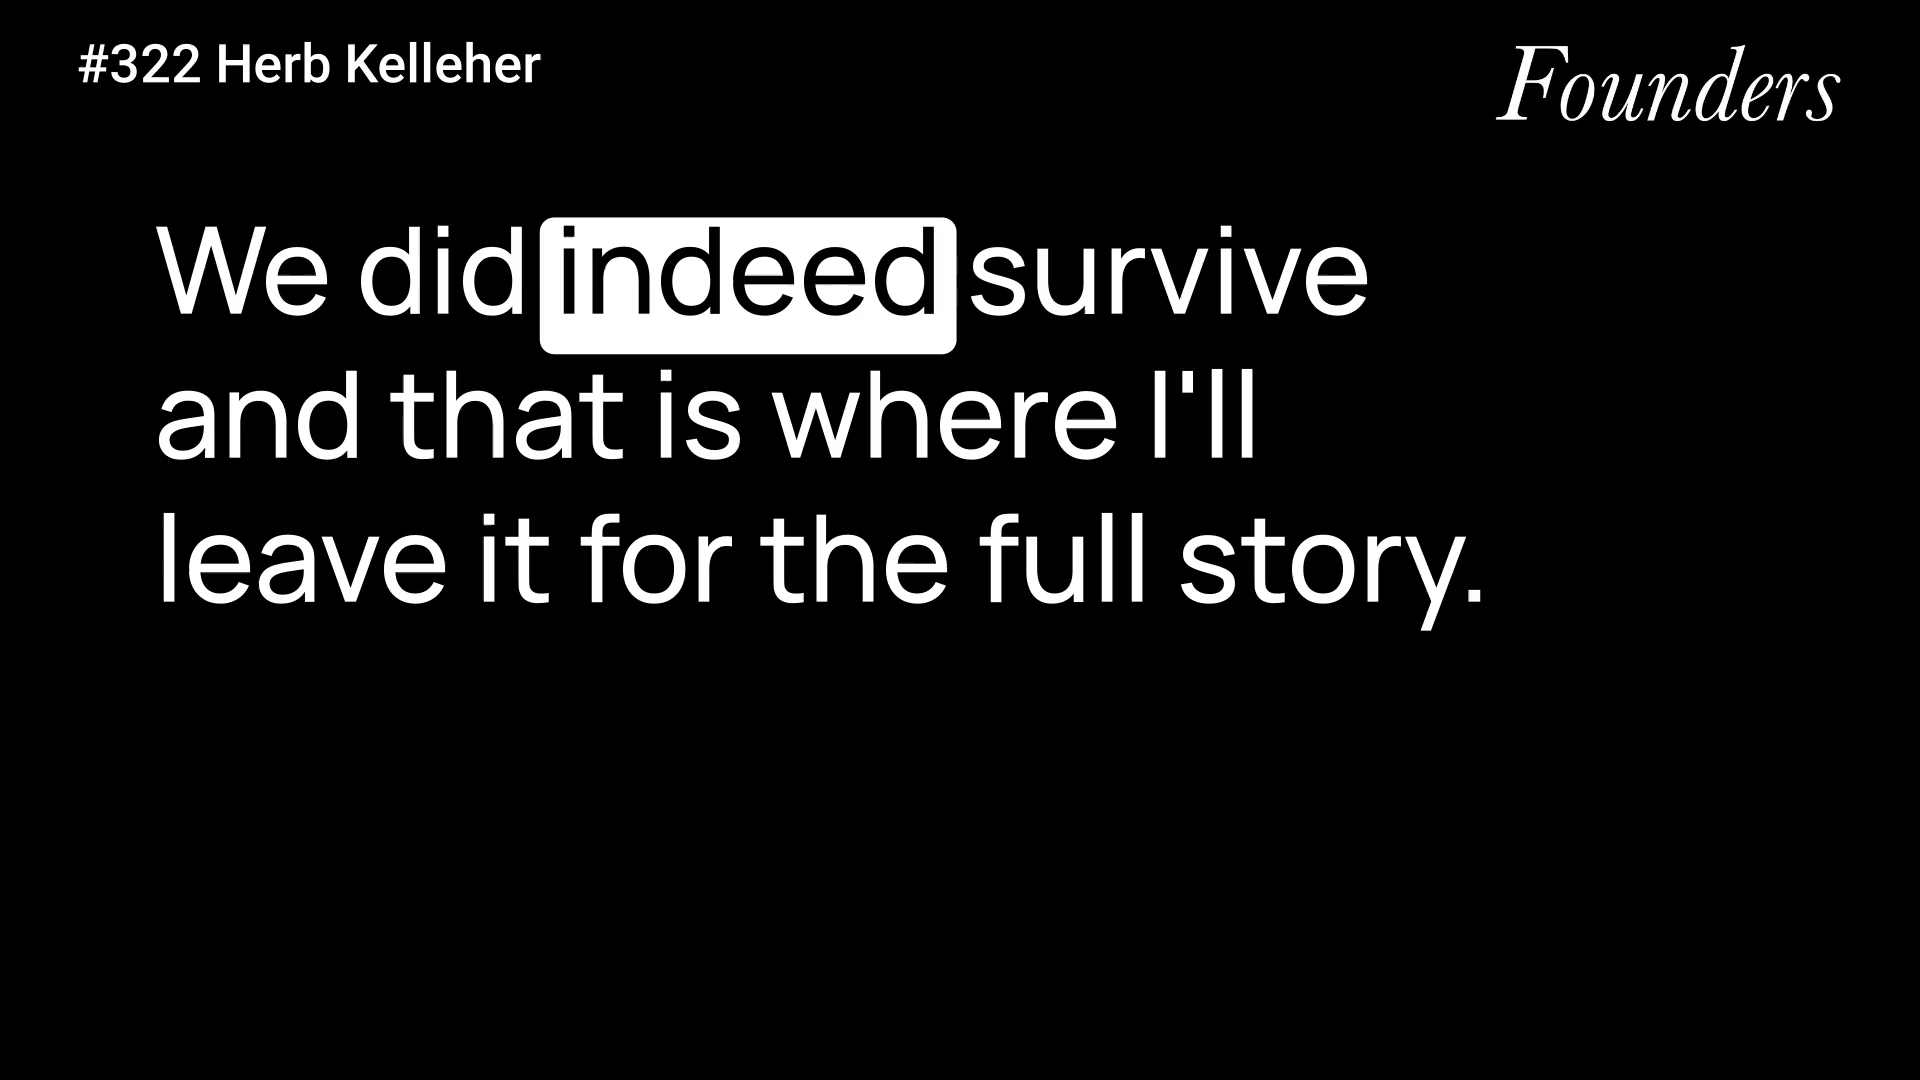 #322 Herb Kelleher
Founders
We did indeed survive
and that is where I'll
leave it for the full story.